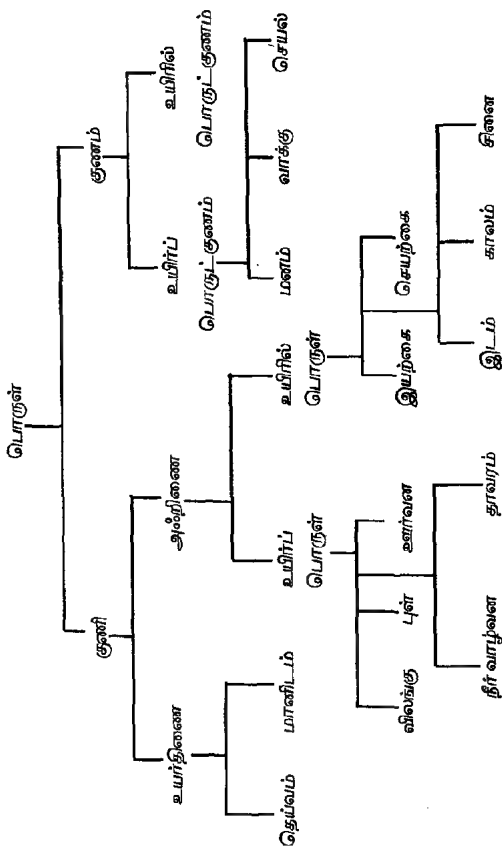 பொருள்
குணி
குணம்
உயர்திணை
அஃறிணை
உயிர்ப்
பொருட்குணம்
உயிரில்
பொருட்குணம்
தெய்வம்
மானிடம்
உயிர்ப்
பொருள்
உயிரில்
பொருள்
மனம்
வாக்கு
செயல்
விலங்கு
புள்
ஊர்வன
இயற்கை
செயற்கை
நீர் வாழ்வன
தாவரம்
இடம்
காலம்
சினை